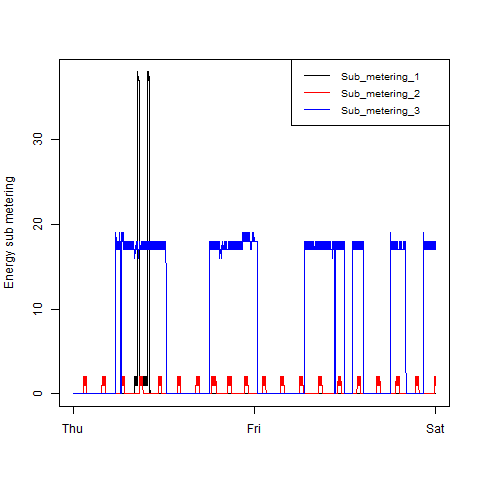 Sub_metering_1
Sub_metering_2
Sub_metering_3
Energy sub metering
30
20
10
0
Thu Fri Sat